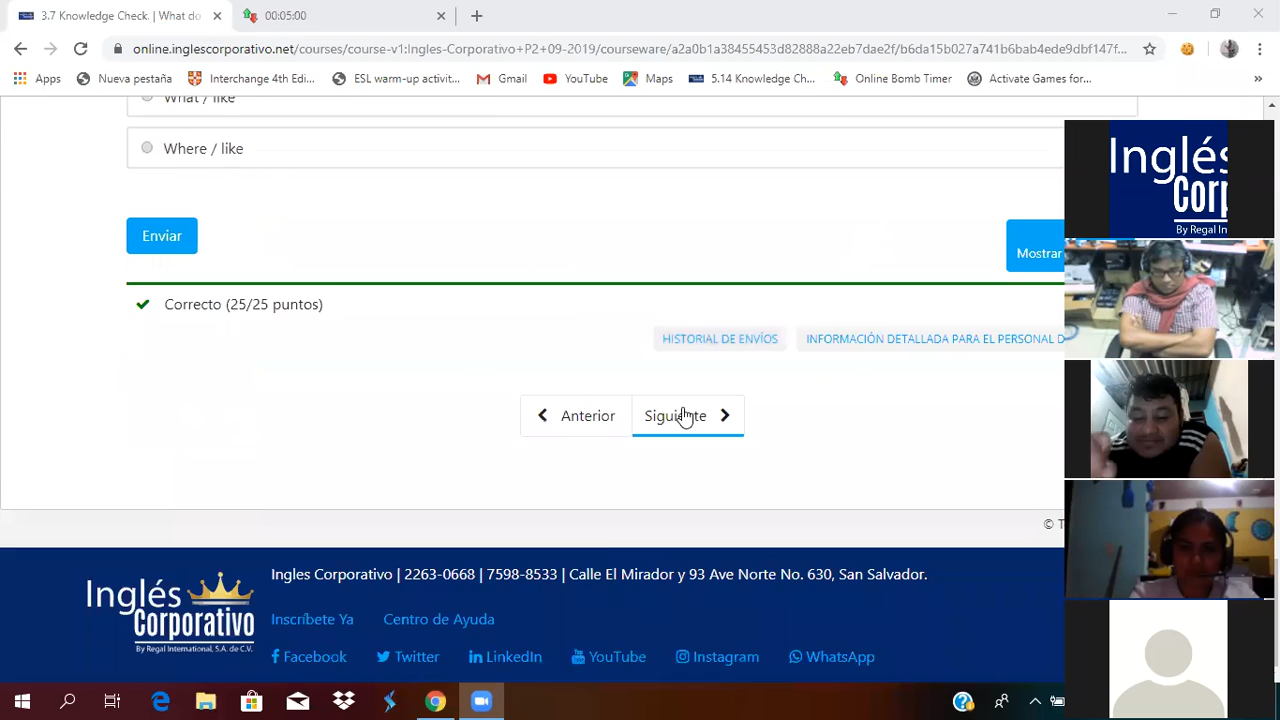 3.7 Knowledge Check. | What do
00:05:00
online.inglescorporativo.net/courses/course-v1:Ingles-Corporativo+P2+09-2019/courseware/a2a0b1a38455453d82888a22eb7dae2f/b6da15b027a741b6bab4ede9dbf147f...
Apps Nueva pestaña Interchange 4th Edi... ESL warm-up activit... Gmail YouTube Maps 5.14 Knowledge Ch... Online Bomb Timer Activate Games for... »
What / like
Where / like
Enviar
Mostrar
Correcto (25/25 puntos)
HISTORIAL DE ENVÍOS
INFORMACIÓN DETALLADA PARA EL PERSONAL D
Anterior
Siguiente
Inglés
Corp
By Regal In
© T
Inglés
Corporativo
By Regal International, S.A. de C.V.
Ingles Corporativo | 2263-0668 | 7598-8533 | Calle El Mirador y 93 Ave Norte No. 630, San Salvador.
Inscríbete Ya Centro de Ayuda
Facebook Twitter LinkedIn YouTube Instagram WhatsApp